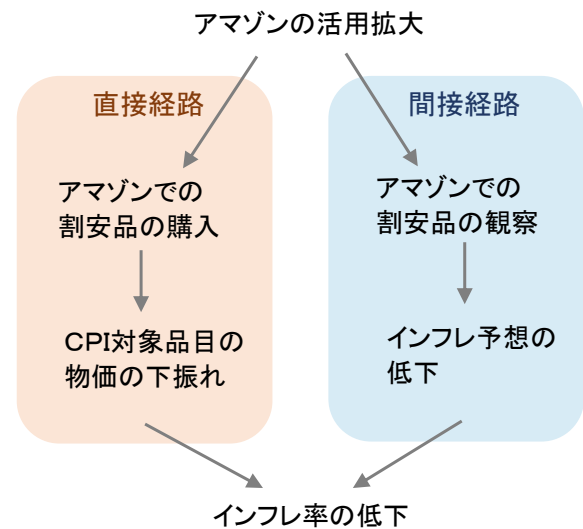 アマゾンの活用拡大
直接経路
アマゾンでの
割安品の購入
CPI対象品目の
物価の下振れ
間接経路
アマゾンでの
割安品の観察
インフレ予想の
低下
インフレ率の低下